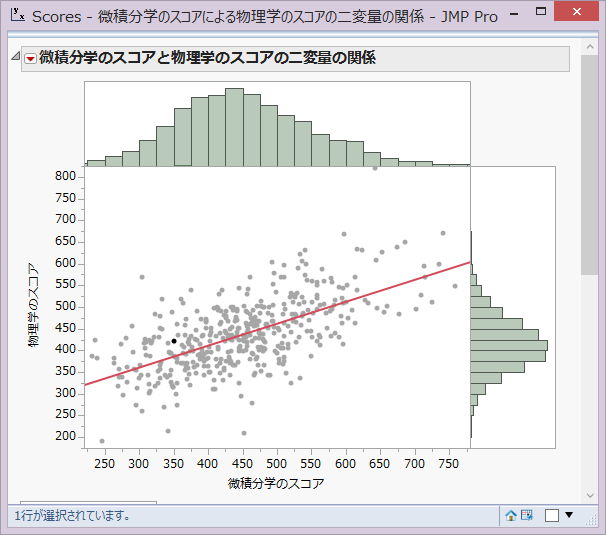 Scores - 微積分学のスコアによる物理学のスコアの二変量の関係 - JMP Pro
微積分学のスコアと物理学のスコアの二変量の関係
物理学のスコア
800
750
700
650
600
550
500
450
400
350
300
250
200
250 300 350 400 450 500 550 600 650 700 750
微積分学のスコア
1行が選択されています。